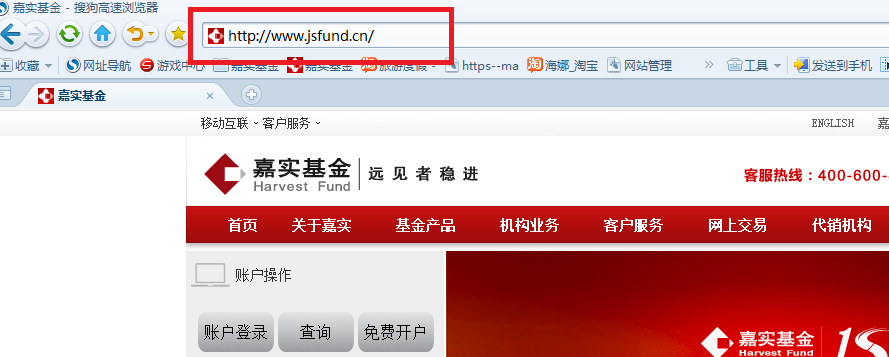 嘉实基金 - 搜狗高速浏览器
http://www.jsfund.cn/
收藏 网址导航 游戏中心 嘉实基金 嘉实基金 旅游度假 - https--ma 海娜_淘宝 网站管理 » 工具 发送到手机
嘉实基金
移动互联 客户服务 ENGLISH 嘉
嘉实基金 远见者稳进 客服热线：400-600-
Harvest Fund
首页 关于嘉实 基金产品 机构业务 客户服务 网上交易 代销机构
账户操作
账户登录 查询 免费开户
嘉实基金
Harvest Fund